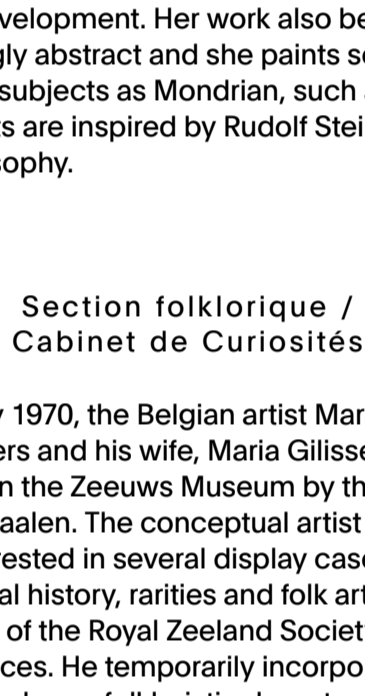 velopment. Her work also be
gly abstract and she paints s
subjects as Mondrian, such
s are inspired by Rudolf Stei
sophy.
Section folklorique /
Cabinet de Curiosités
1970, the Belgian artist Mar
ers and his wife, Maria Gilisse
n the Zeeuws Museum by th
aalen. The conceptual artist
ested in several display cas
al history, rarities and folk art
of the Royal Zeeland Societ
ces. He temporarily incorpo